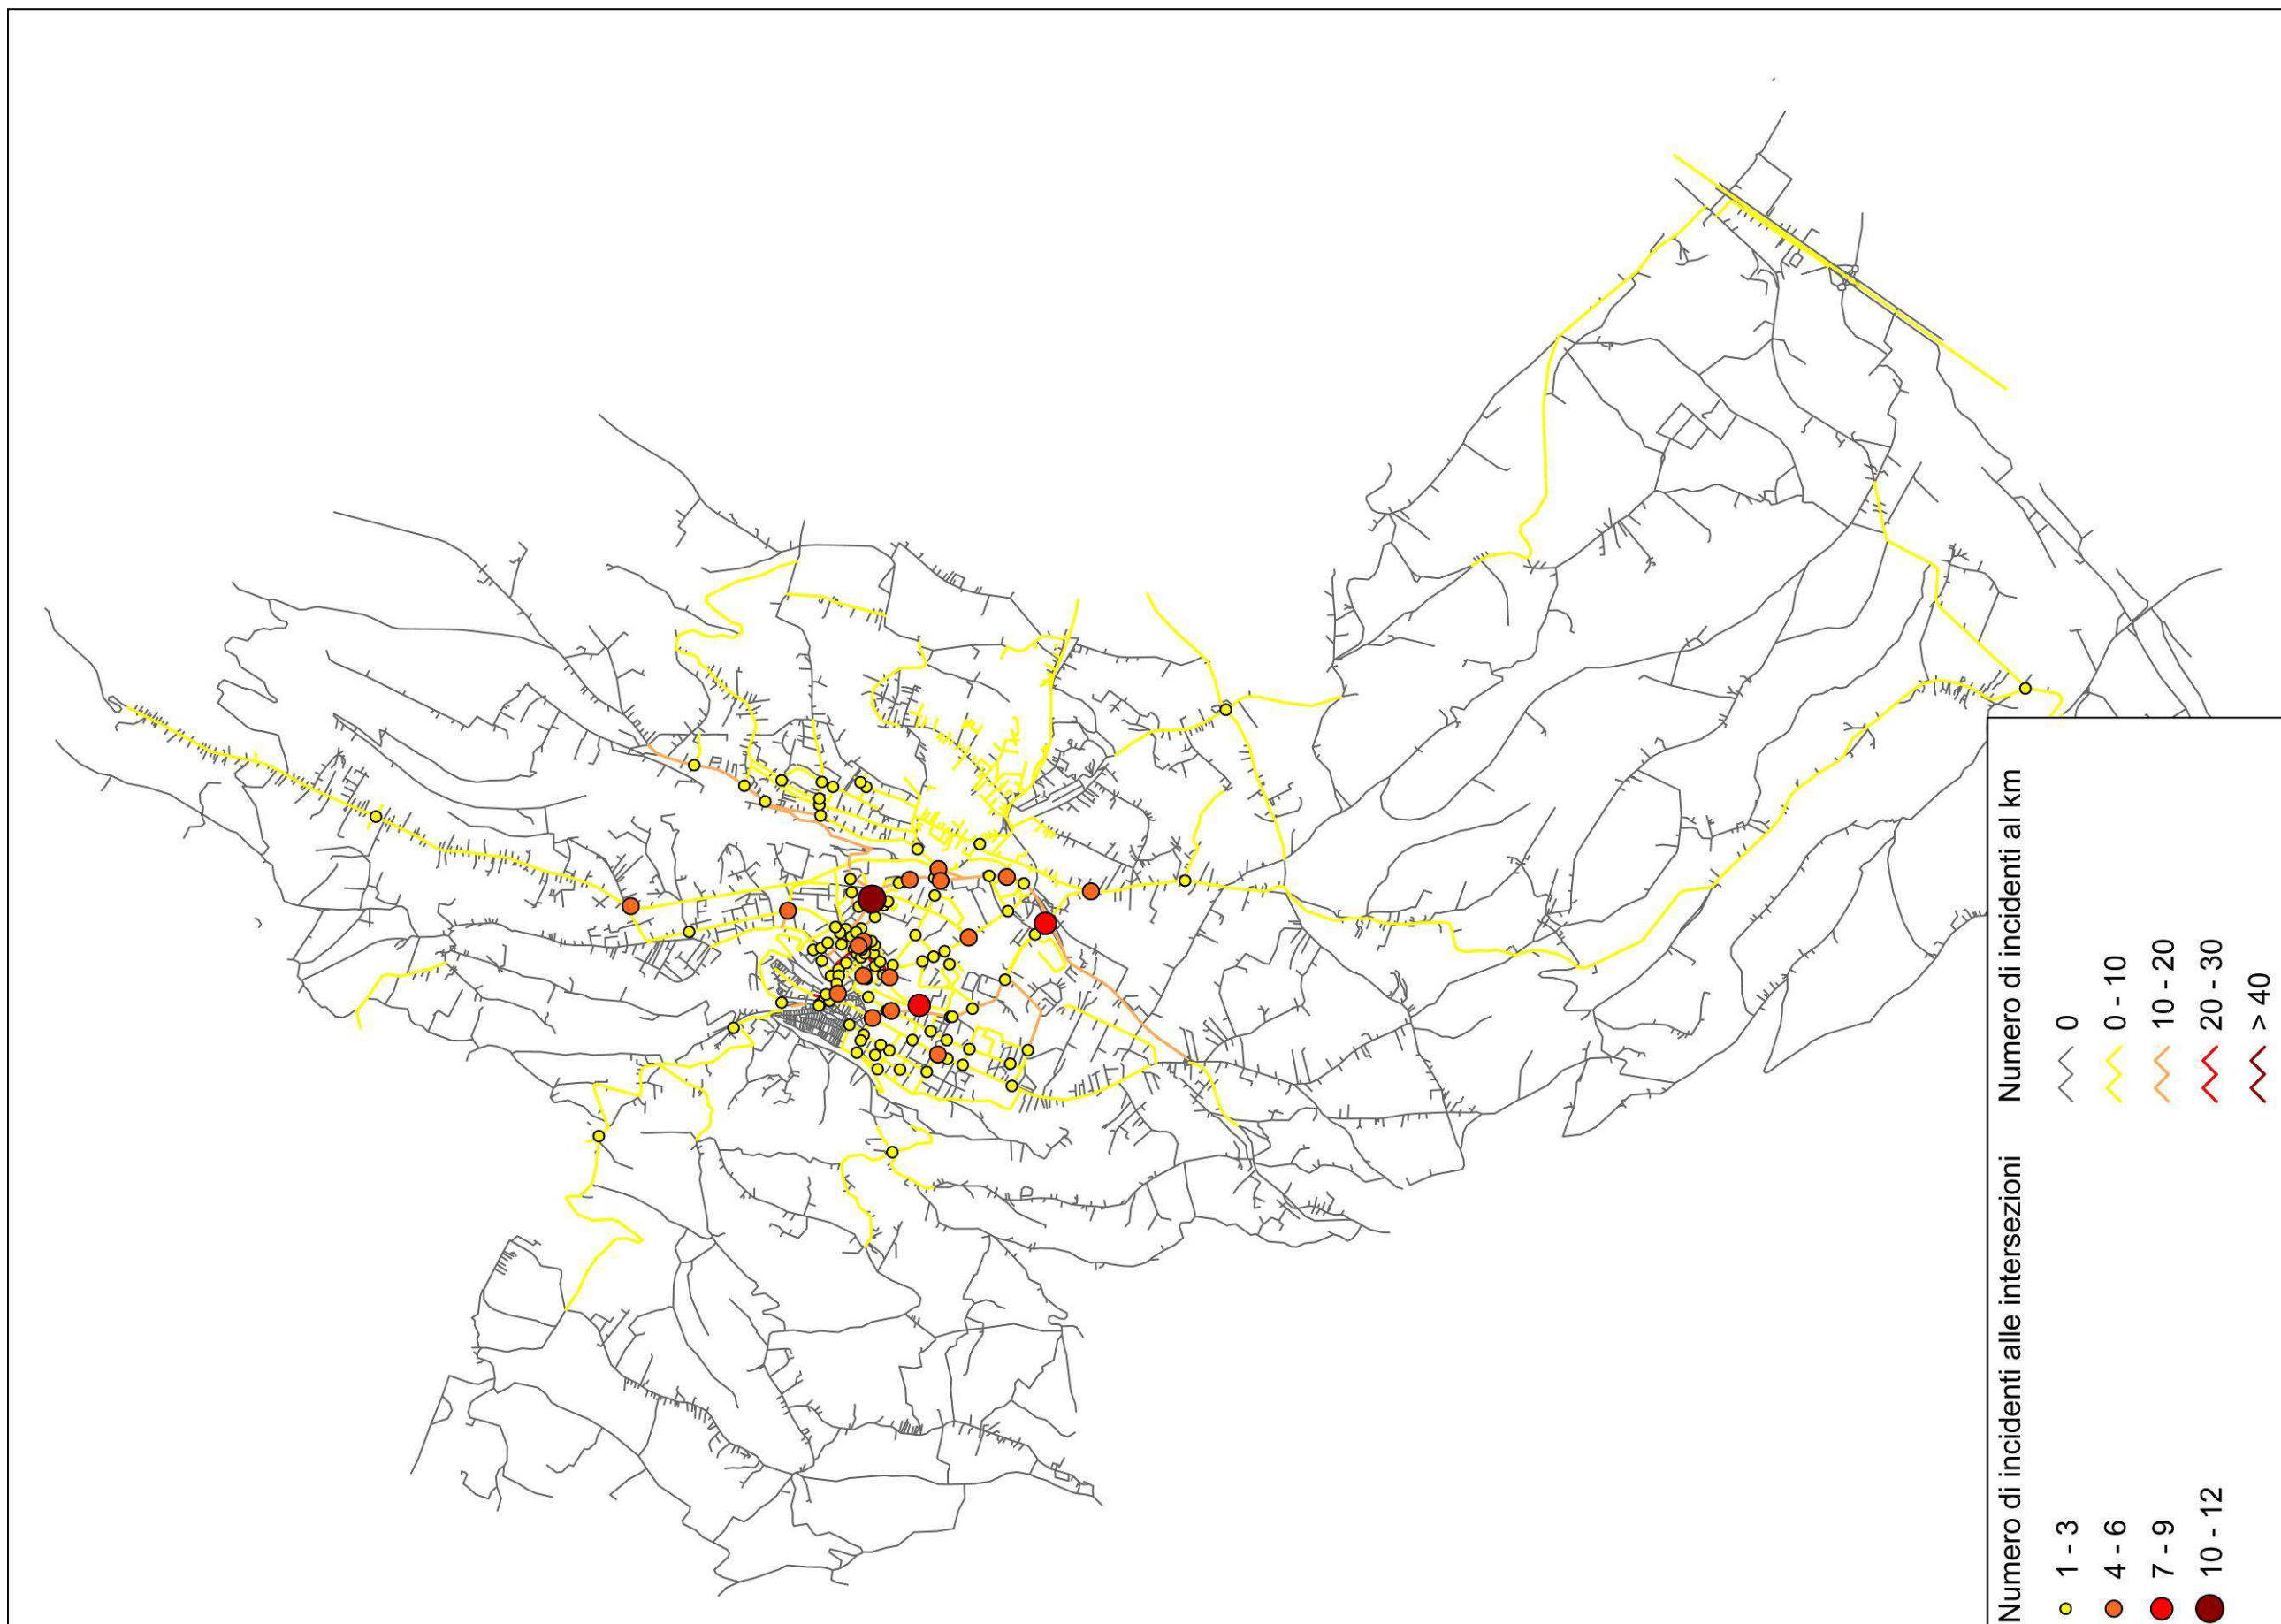 Numero di incidenti alle intersezioni
1 - 3
4 - 6
7 - 9
10 - 12
Numero di incidenti al km
0
0 - 10
10 - 20
20 - 30
> 40